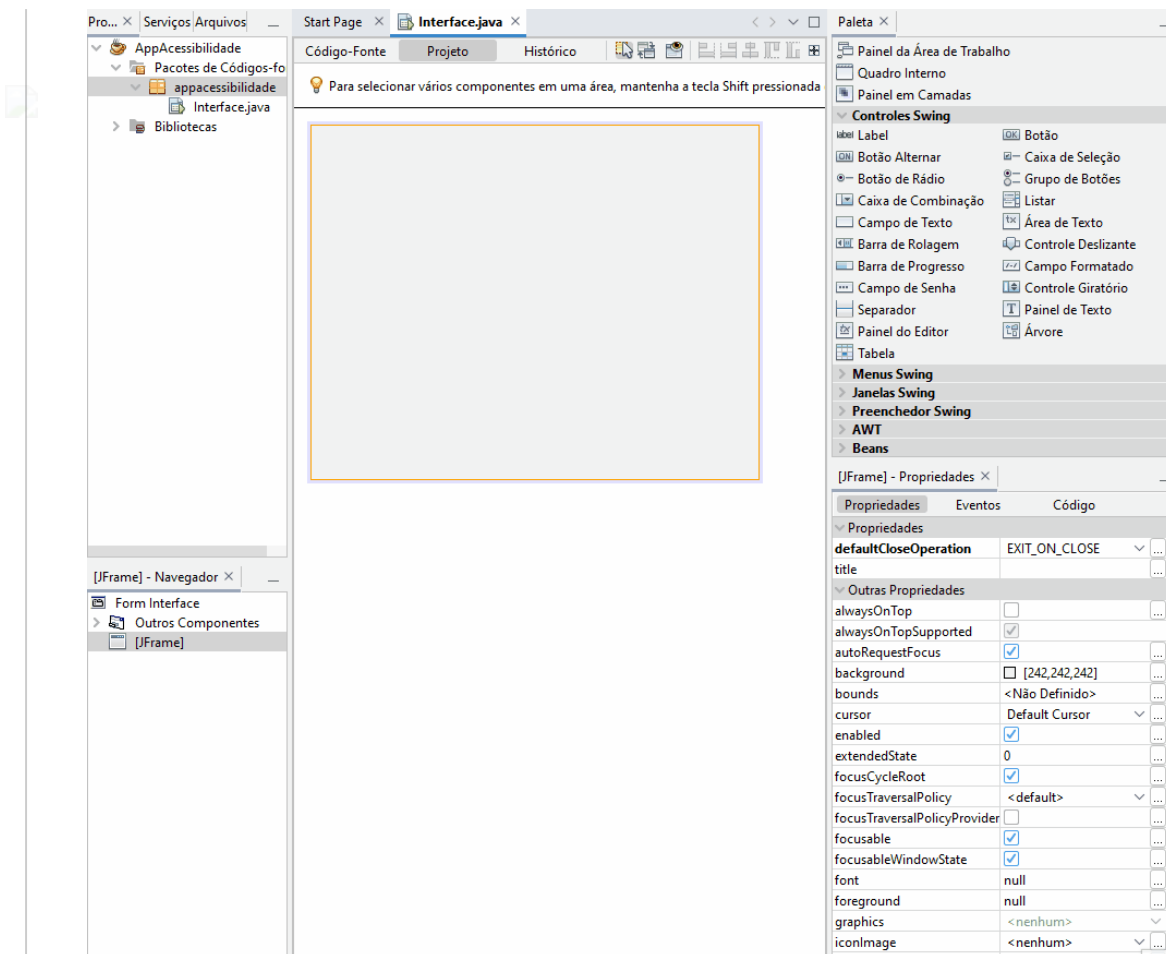 Pro... Serviços Arquivos
AppAcessibilidade
Pacotes de Códigos-fo
appacessibilidade
Interface.java
Bibliotecas
[JFrame] - Navegador
Form Interface
Outros Componentes
[JFrame]
Start Page Interface.java
Código-Fonte Projeto Histórico
Para selecionar vários componentes em uma área, mantenha a tecla Shift pressionada
Paleta
Painel da Área de Trabalho
Quadro Interno
Painel em Camadas
Controles Swing
label Label OK Botão
ON Botão Alternar Caixa de Seleção
Botão de Rádio Grupo de Botões
Caixa de Combinação Listar
Campo de Texto tx Área de Texto
Barra de Rolagem Controle Deslizante
Barra de Progresso Campo Formatado
Campo de Senha Controle Giratório
Separador T Painel de Texto
Painel do Editor Árvore
Tabela
Menus Swing
Janelas Swing
Preenchedor Swing
AWT
Beans
[JFrame] - Propriedades
Propriedades Eventos Código
Propriedades
defaultCloseOperation EXIT_ON_CLOSE ...
title ...
Outras Propriedades
alwaysOnTop ...
alwaysOnTopSupported
autoRequestFocus ...
background [242,242,242] ...
bounds <Não Definido> ...
cursor Default Cursor ...
enabled ...
extendedState 0 ...
focusCycleRoot ...
focusTraversalPolicy <default> ...
focusTraversalPolicyProvider ...
focusable ...
focusableWindowState ...
font null ...
foreground null ...
graphics <nenhum>
iconImage <nenhum> ...